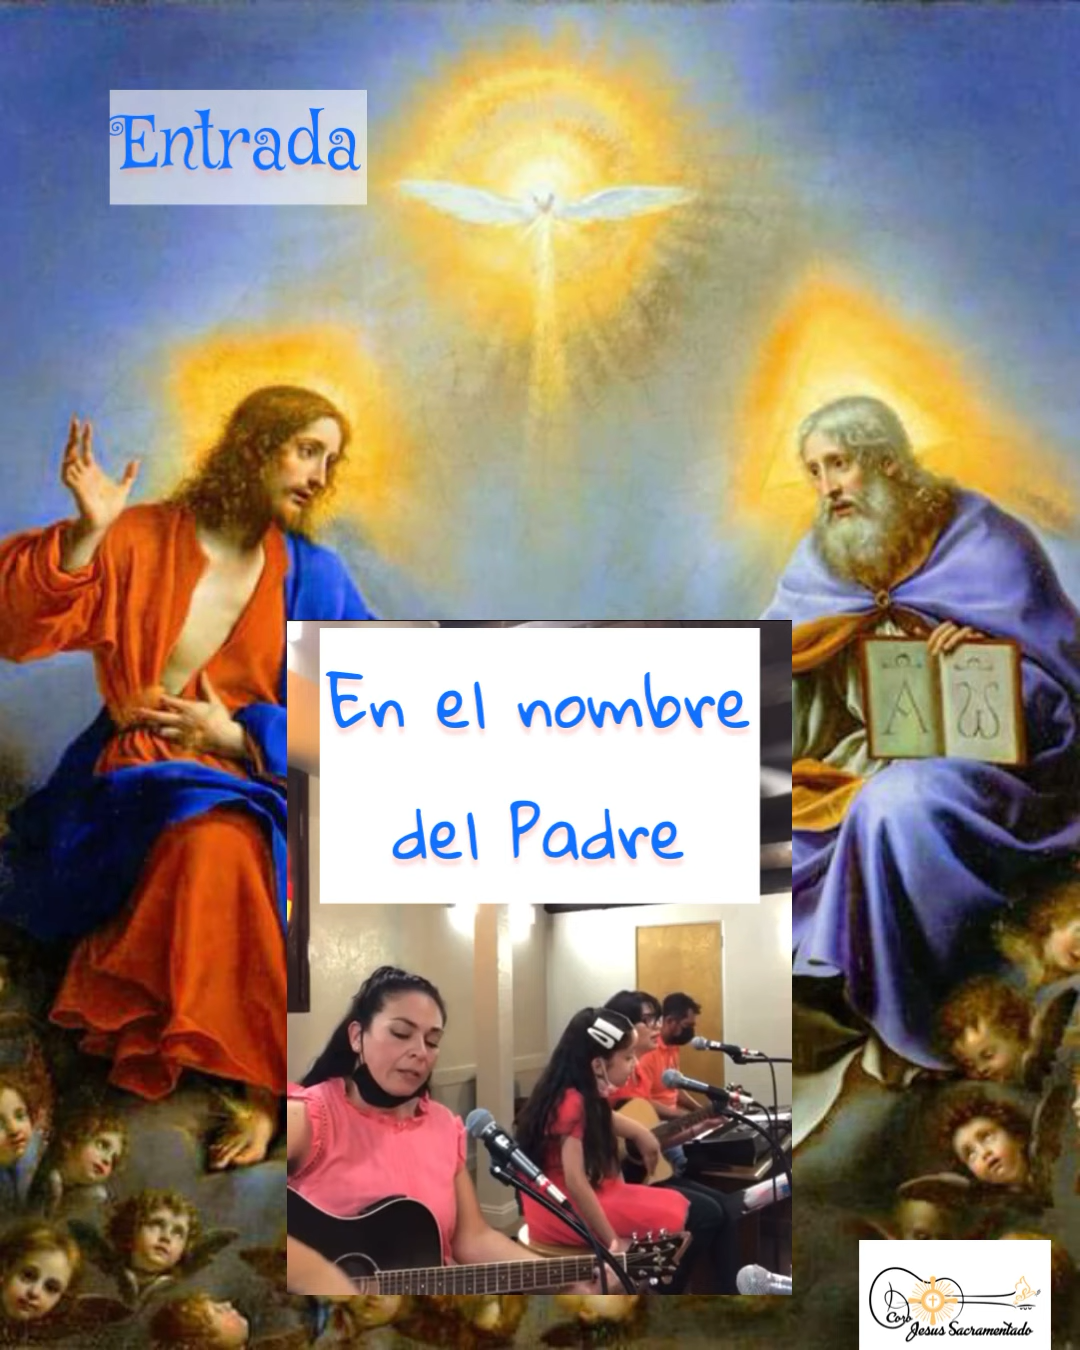 Entrada
En el nombre
del Padre
A ω
Coro
Jesus Sacramentado